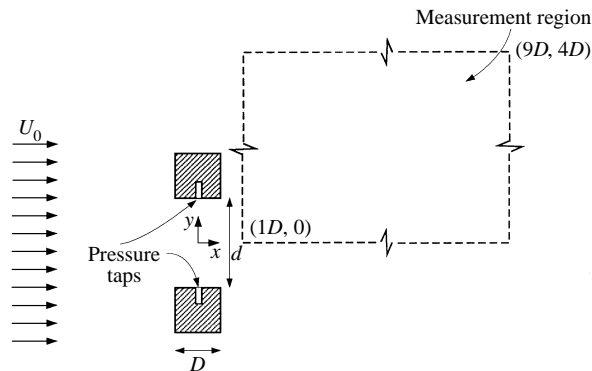 Measurement region
(9D, 4D)
U0
(1D, 0)
y
x
d
Pressure
taps
D